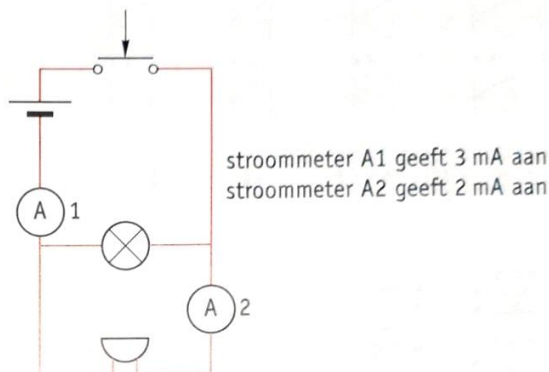 stroommeter A1 geeft 3 mA aan
stroommeter A2 geeft 2 mA aan
A 1
A 2